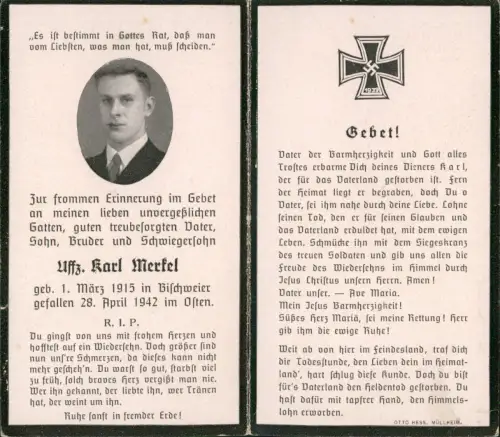 „Es ist bestimmt in Gottes Rat, daß man
vom Liebsten, was man hat, muß scheiden.“
Zur frommen Erinnerung im Gebet
an meinen lieben unvergeßlichen
Gatten, guten treubesorgten Vater,
Sohn, Bruder und Schwiegersohn
Uffz. Karl Merkel
geb. 1. März 1915 in Bischweier
gefallen 28. April 1942 im Osten.
R. I. P.
Du gingst von uns mit frohem Herzen und
hofftest auf ein Wiedersehn. Doch größer sind
nun uns're Schmerzen, da dieses kann nicht
mehr gescheh'n. Du warst so gut, starbst viel
zu früh, solch braves Herz vergißt man nie.
Wer ihn gekannt, der liebte ihn, wer Tränen
hat, der weint um ihn.
Ruhe sanft in fremder Erde!
1939
Gebet!
Vater der Barmherzigkeit und Gott alles
Trostes erbarme Dich deines Dieners Karl,
der für das Vaterland gestorben ist. Fern
der Heimat liegt er begraben, doch Du o
Vater, sei ihm nahe durch deine Liebe. Lohne
seinen Tod, den er für seinen Glauben und
das Vaterland erduldet hat, mit dem ewigen
Leben. Schmücke ihn mit dem Siegeskranz
des treuen Soldaten und gib uns allen die
Freude des Wiedersehns im Himmel durch
Jesus Christus unsern Herrn. Amen!
Vater unser. — Ave Maria.
Mein Jesus Barmherzigkeit!
Süßes Herz Mariä, sei meine Rettung! Herr
gib ihm die ewige Ruhe!
Weit ab von hier im Feindesland, traf dich
die Todesstunde, den Lieben dein im Heimat-
land', hart schlug diese Kunde. Doch du bist
für's Vaterland den Heldentod gestorben. Du
hast dafür mit tapfrer Hand, den Himmels-
lohn erworben.
OTTO HESS, MÜLLHEIM.